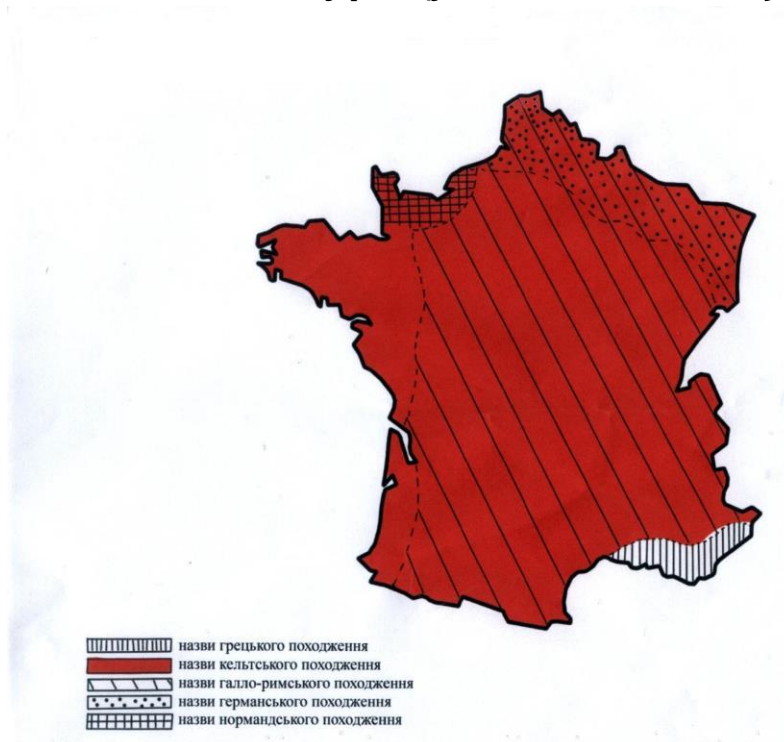 назви грецького походження
назви кельтського походження
назви галло-римського походження
назви германського походження
назви нормандського походження